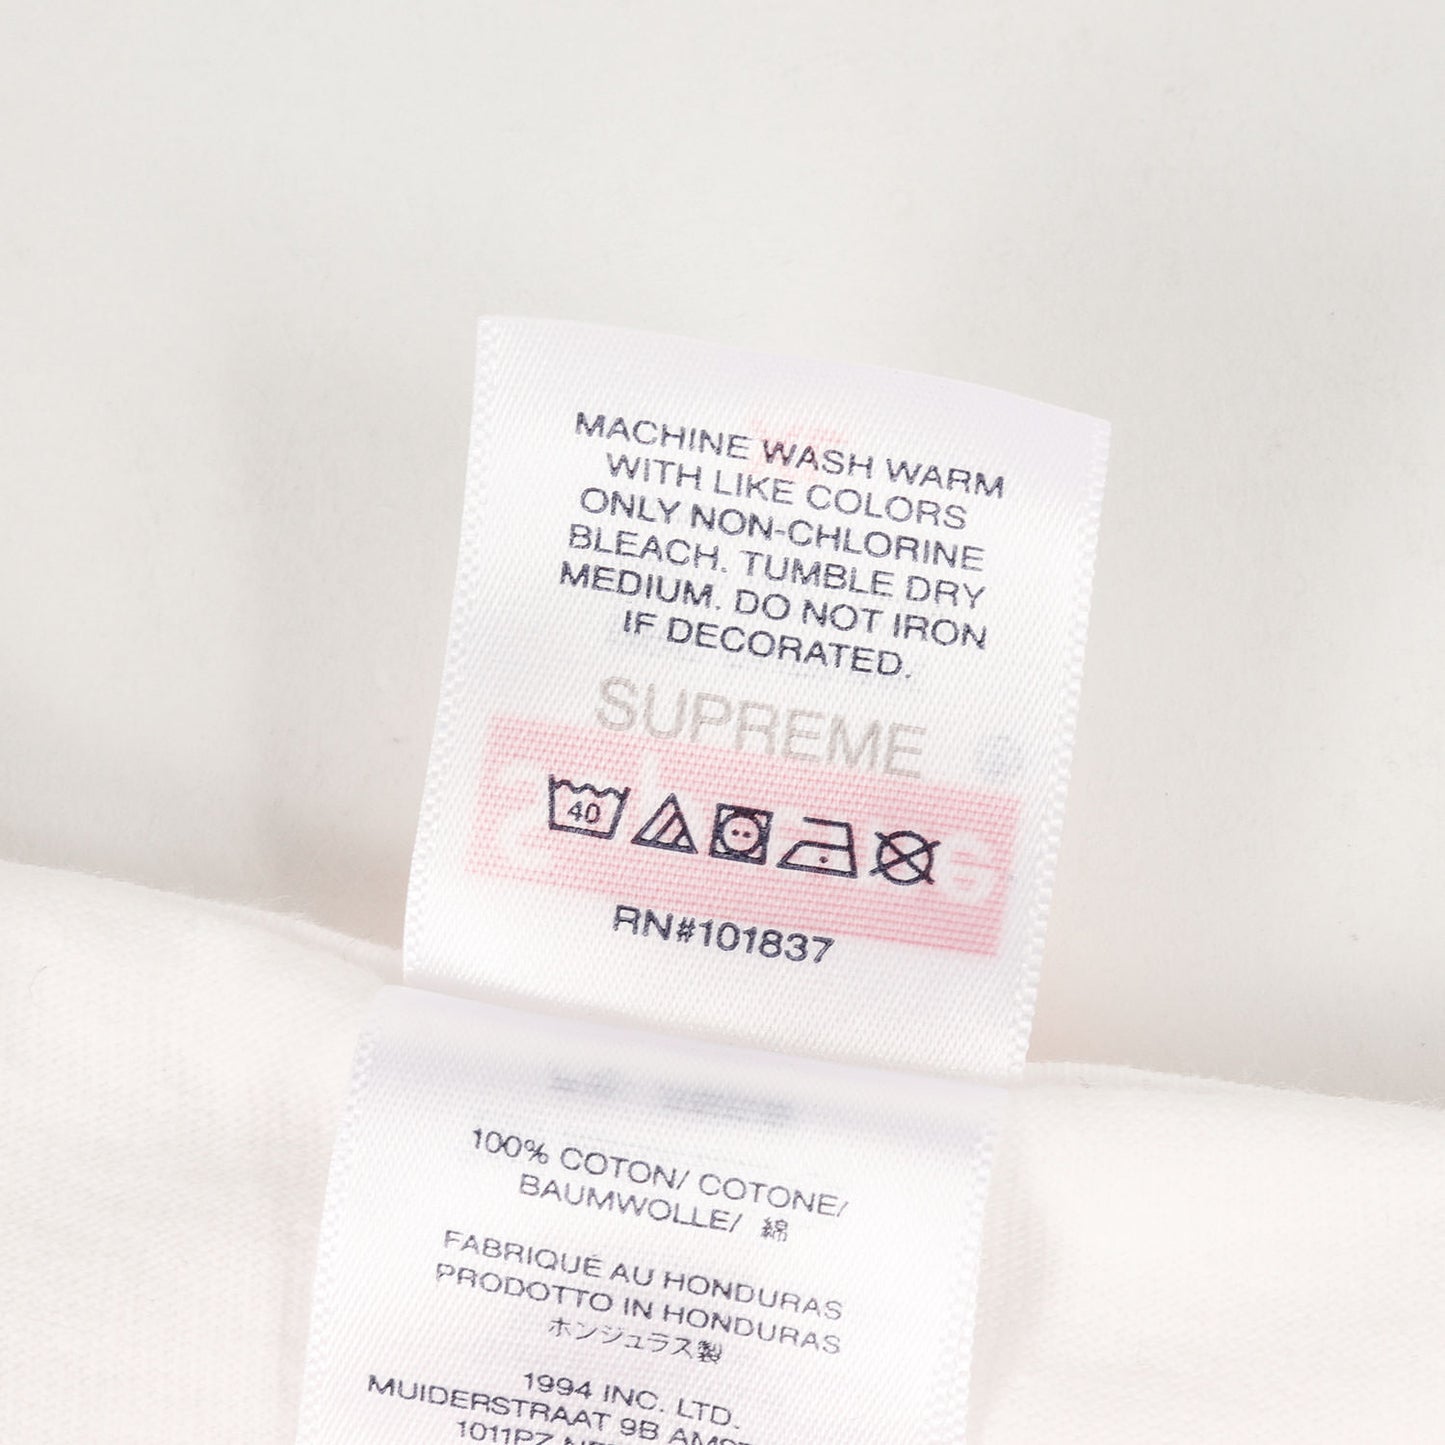 MACHINE WASH WARM
WITH LIKE COLORS
ONLY NON-CHLORINE
BLEACH. TUMBLE DRY
MEDIUM. DO NOT IRON
IF DECORATED.
SUPREME
40
RN#101837
100% COTON/ COTONE/
BAUMWOLLE/ 綿
FABRIQUÉ AU HONDURAS
PRODOTTO IN HONDURAS
ホンジュラス製
1994 INC. LTD.
MUIDERSTRAAT 9B
1011PZ